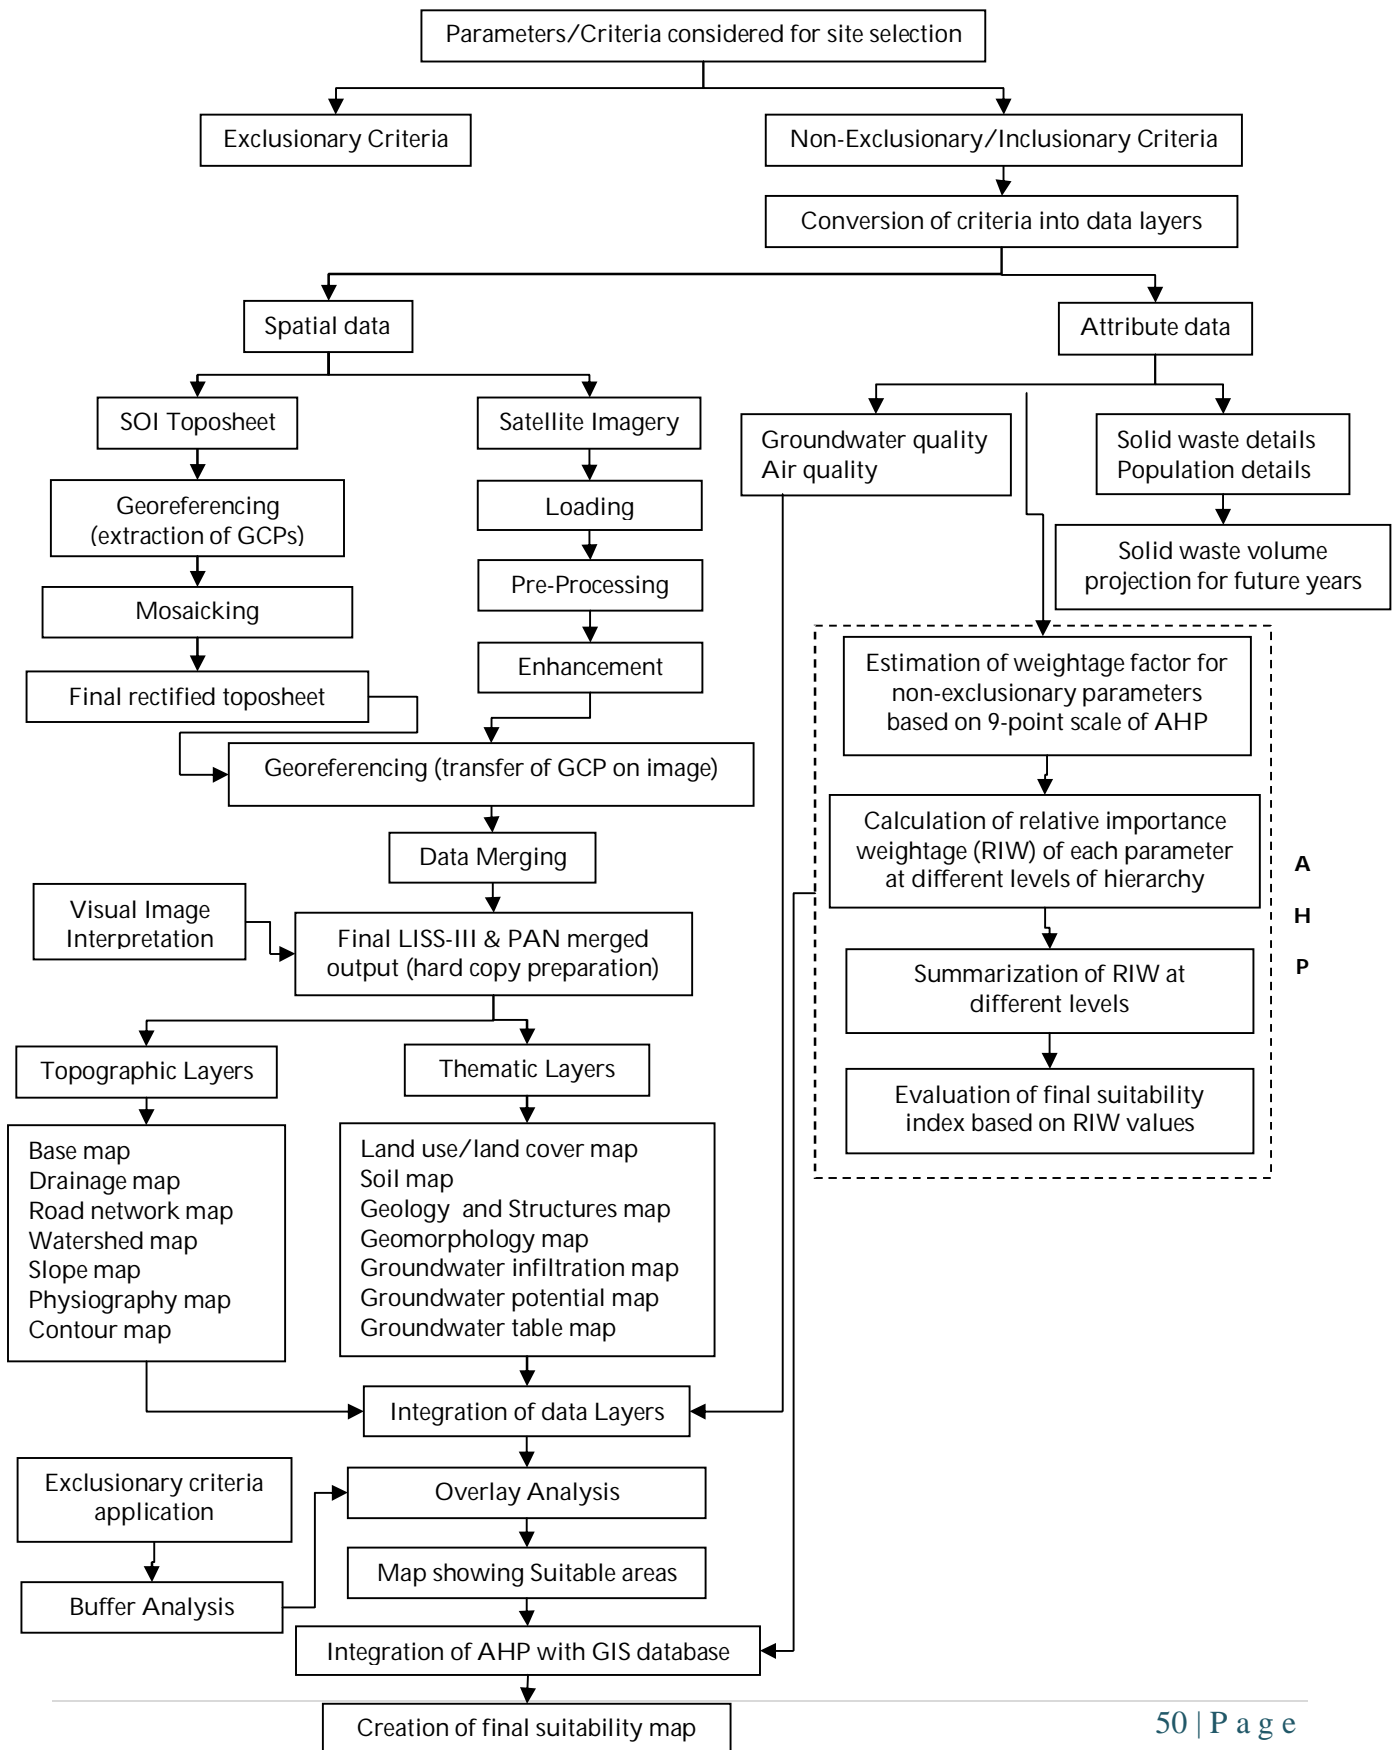 Parameters/Criteria considered for site selection
Exclusionary Criteria
Non-Exclusionary/Inclusionary Criteria
Conversion of criteria into data layers
Spatial data
Attribute data
SOI Toposheet
Satellite Imagery
Groundwater quality
Air quality
Solid waste details
Population details
Georeferencing
(extraction of GCPs)
Loading
Solid waste volume
projection for future years
Mosaicking
Pre-Processing
Final rectified toposheet
Enhancement
Estimation of weightage factor for
non-exclusionary parameters
based on 9-point scale of AHP
Georeferencing (transfer of GCP on image)
Calculation of relative importance
weightage (RIW) of each parameter
at different levels of hierarchy
A
H
P
Data Merging
Visual Image
Interpretation
Final LISS-III & PAN merged
output (hard copy preparation)
Summarization of RIW at
different levels
Topographic Layers
Thematic Layers
Evaluation of final suitability
index based on RIW values
Base map
Drainage map
Road network map
Watershed map
Slope map
Physiography map
Contour map
Land use/land cover map
Soil map
Geology and Structures map
Geomorphology map
Groundwater infiltration map
Groundwater potential map
Groundwater table map
Integration of data Layers
Exclusionary criteria
application
Overlay Analysis
Map showing Suitable areas
Buffer Analysis
Integration of AHP with GIS database
Creation of final suitability map
50 | P a g e